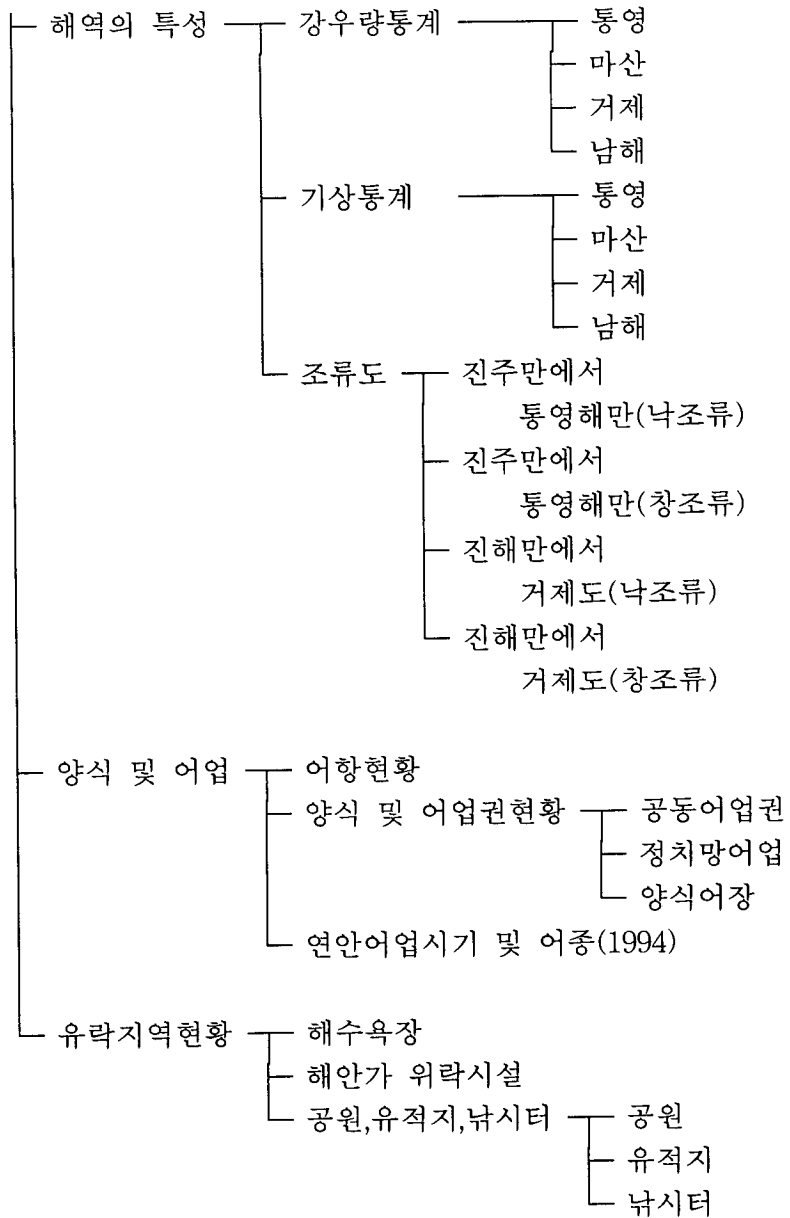 해역의 특성 강우량통계 통영
마산
거제
남해
기상통계 통영
마산
거제
남해
조류도 진주만에서
통영해만(낙조류)
진주만에서
통영해만(창조류)
진해만에서
거제도(낙조류)
진해만에서
거제도(창조류)
양식 및 어업 어항현황
양식 및 어업권현황 공동어업권
정치망어업
양식어장
연안어업시기 및 어종(1994)
유락지역현황 해수욕장
해안가 위락시설
공원,유적지,낚시터 공원
유적지
낚시터